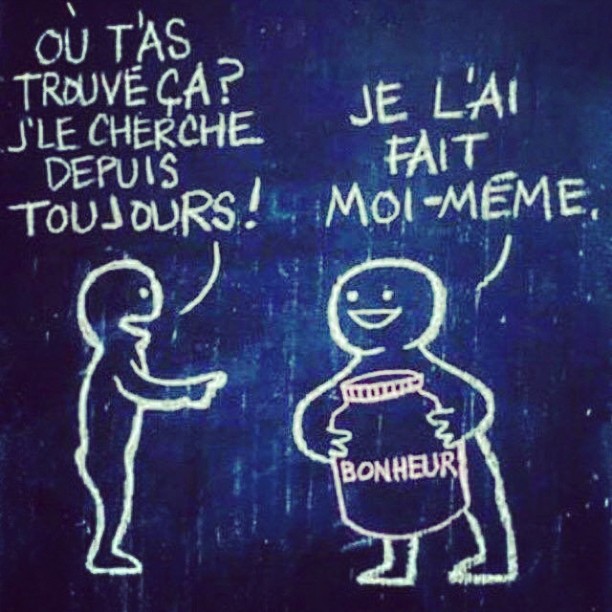 OÙ T'AS
TROUVÉ ÇA?
J'LE CHERCHE
DEPUIS
TOUJOURS!
JE L'AI
FAIT
MOI-MÊME.
BONHEUR